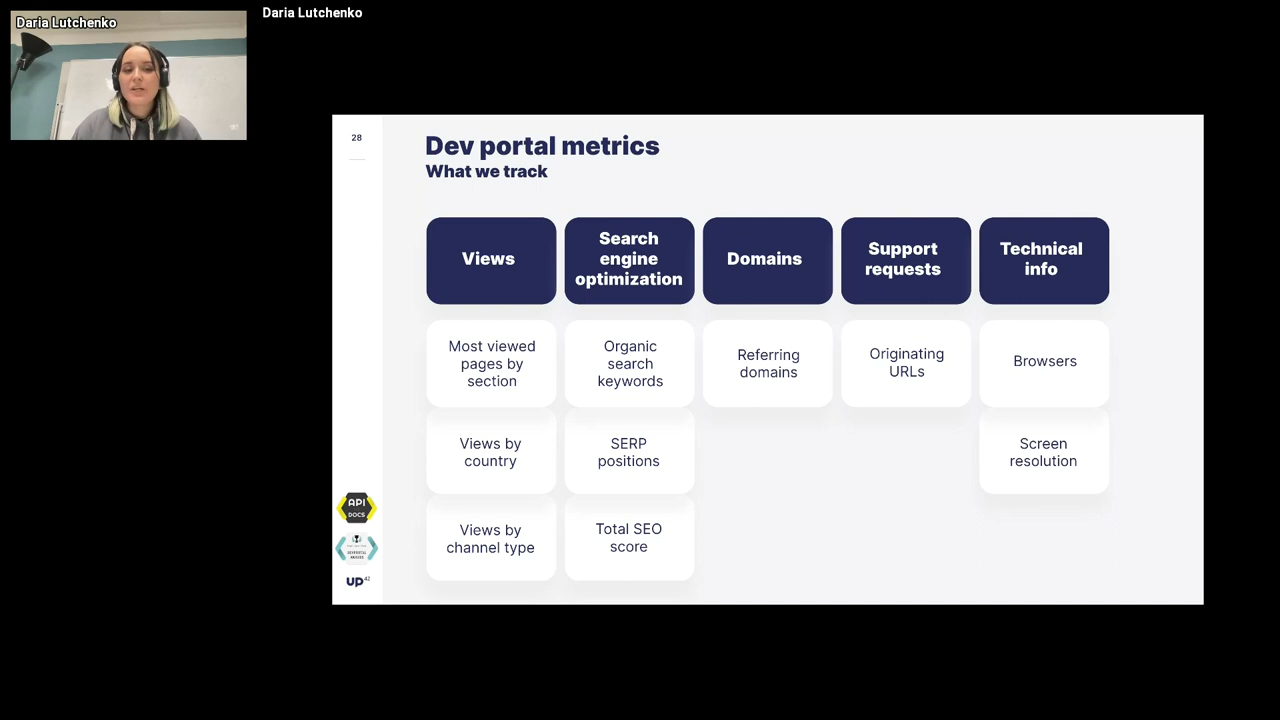 Daria Lutchenko
Daria Lutchenko
28
Dev portal metrics
What we track
Views
Search
engine
optimization
Domains
Support
requests
Technical
info
Most viewed
pages by
section
Organic
search
keywords
Referring
domains
Originating
URLs
Browsers
Views by
country
SERP
positions
Screen
resolution
Views by
channel type
Total SEO
score
API
DOCS
UP42